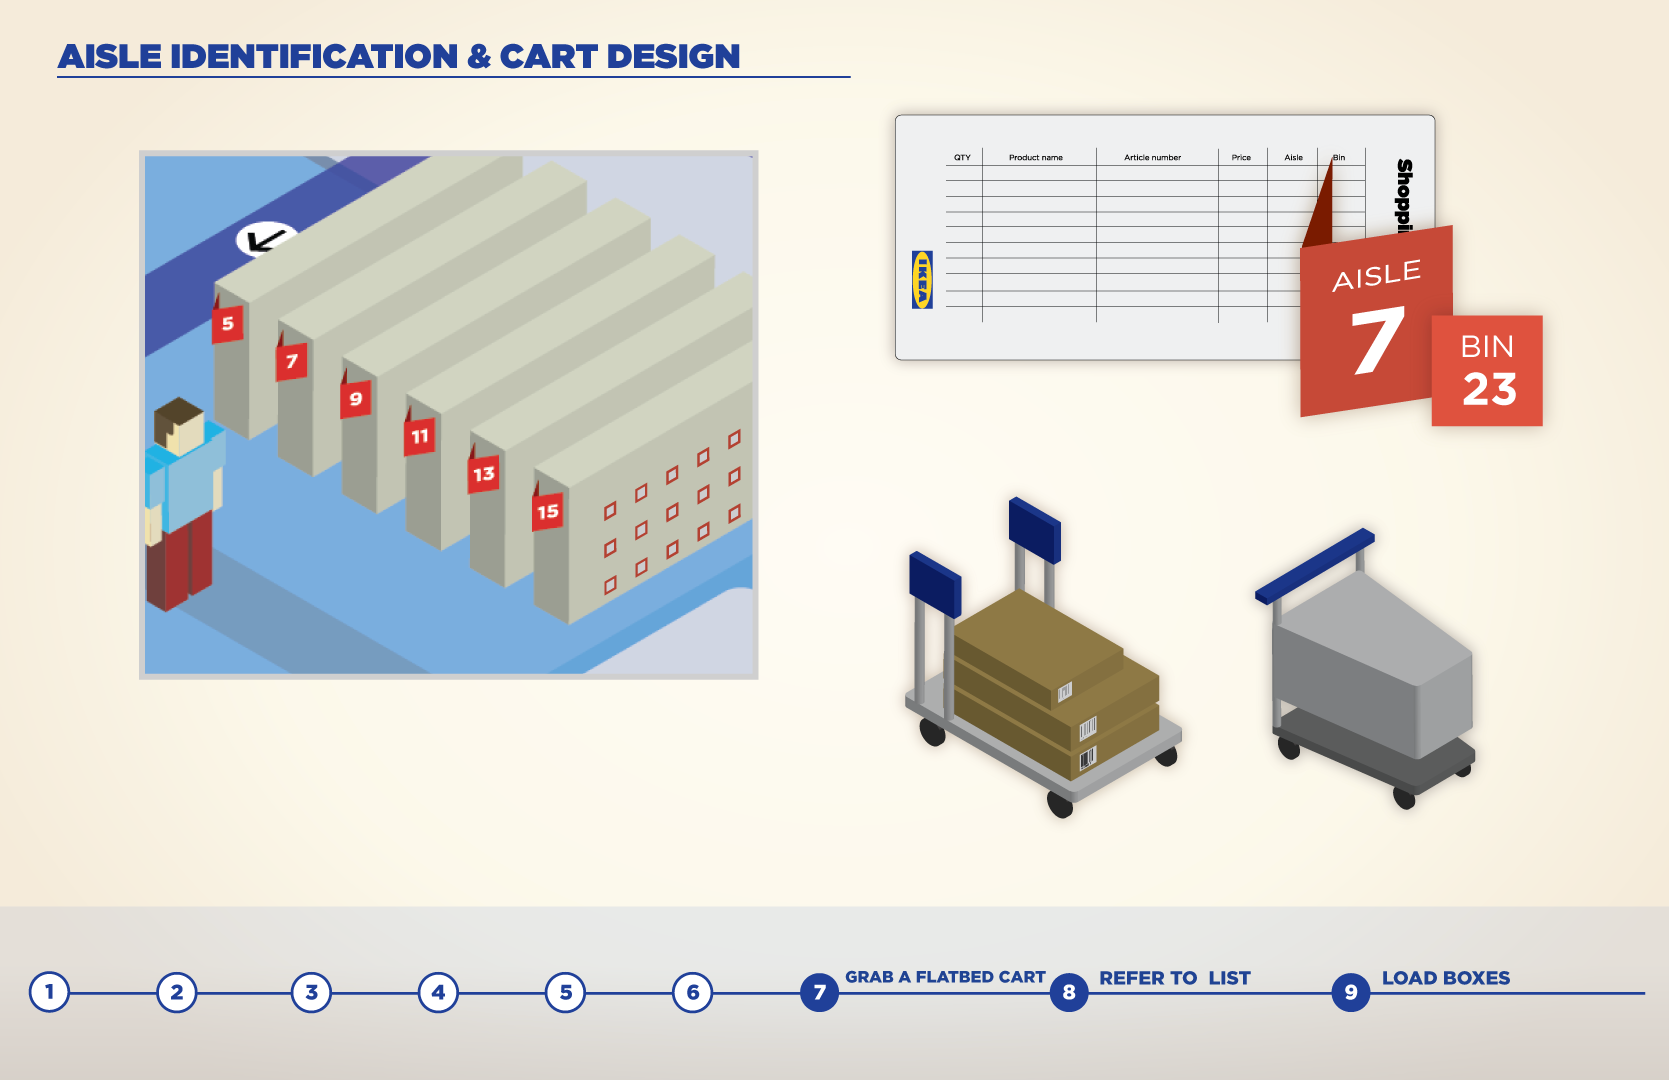 AISLE IDENTIFICATION & CART DESIGN
5
7
9
11
13
15
QTY Product name Article number Price Aisle Bin
Shoppi
IKEA
AISLE
7
BIN
23
1 2 3 4 5 6 7 GRAB A FLATBED CART 8 REFER TO LIST 9 LOAD BOXES